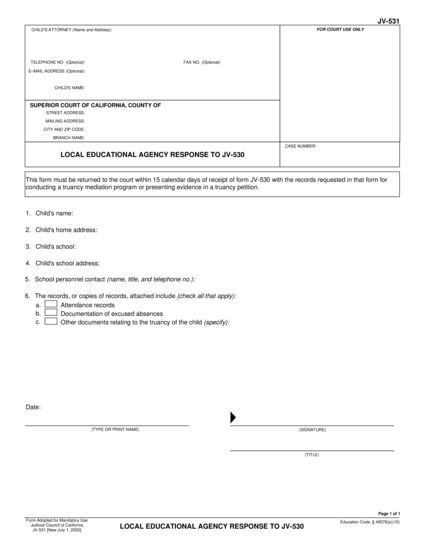 JV-531
CHILD'S ATTORNEY (Name and Address):
FOR COURT USE ONLY
TELEPHONE NO. (Optional): FAX NO. (Optional):
E–MAIL ADDRESS (Optional):
CHILD'S NAME:
SUPERIOR COURT OF CALIFORNIA, COUNTY OF
STREET ADDRESS:
MAILING ADDRESS:
CITY AND ZIP CODE:
BRANCH NAME:
CASE NUMBER:
LOCAL EDUCATIONAL AGENCY RESPONSE TO JV-530
This form must be returned to the court within 15 calendar days of receipt of form JV-530 with the records requested in that form for
conducting a truancy mediation program or presenting evidence in a truancy petition.
1. Child's name:
2. Child's home address:
3. Child's school:
4. Child's school address:
5. School personnel contact (name, title, and telephone no.):
6. The records, or copies of records, attached include (check all that apply):
a. Attendance records
b. Documentation of excused absences
c. Other documents relating to the truancy of the child (specify):
Date:
(TYPE OR PRINT NAME) (SIGNATURE)
(TITLE)
Page 1 of 1
Form Adopted for Mandatory Use
Judicial Council of California
JV-531 [New July 1, 2002]
LOCAL EDUCATIONAL AGENCY RESPONSE TO JV-530
Education Code, § 49076(a)(10)